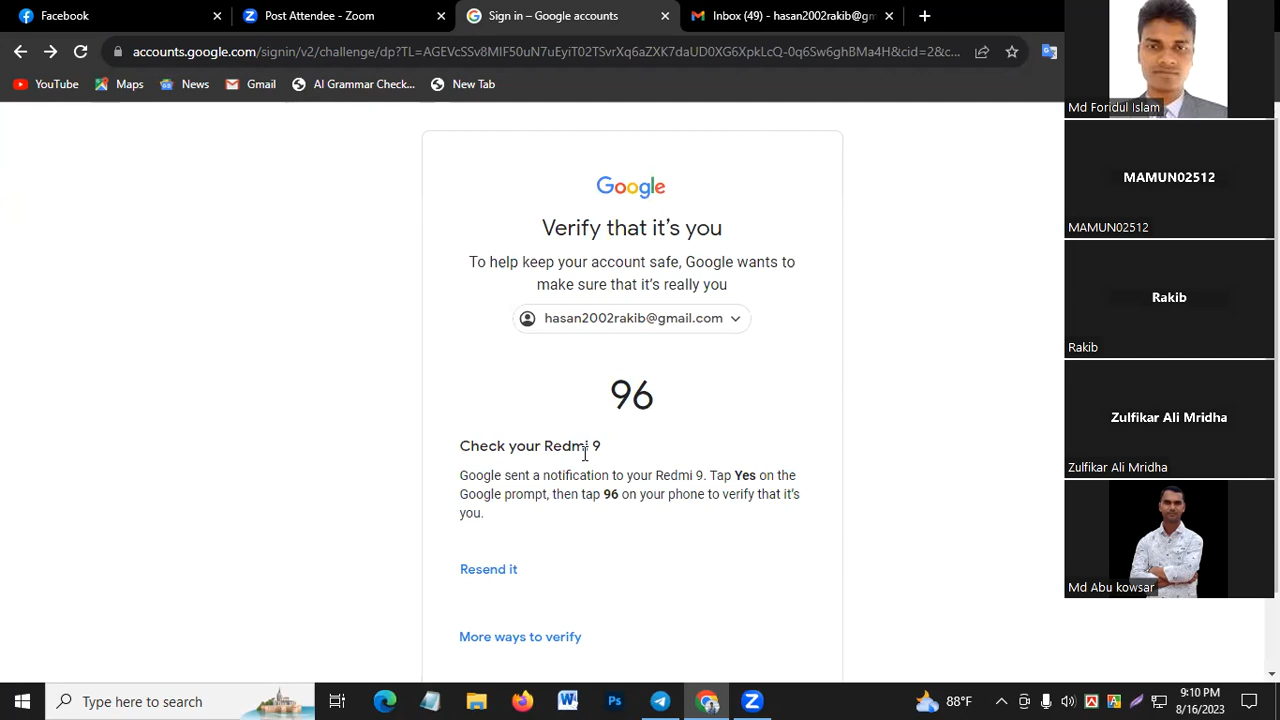 Facebook
Post Attendee - Zoom
Sign in – Google accounts
Inbox (49) - hasan2002rakib@gm
accounts.google.com/signin/v2/challenge/dp?TL=AGEVcSSv8MIF50uN7uEyiT02TSvrXq6aZXK7daUD0XG6XpkLcQ-0q6Sw6ghBMa4H&cid=2&c...
YouTube
Maps
News
Gmail
AI Grammar Check...
New Tab
Google
Verify that it's you
To help keep your account safe, Google wants to
make sure that it's really you
hasan2002rakib@gmail.com
96
Check your Redmi 9
Google sent a notification to your Redmi 9. Tap Yes on the
Google prompt, then tap 96 on your phone to verify that it's
you.
Resend it
More ways to verify
Md Foridul Islam
MAMUN02512
MAMUN02512
Rakib
Rakib
Zulfikar Ali Mridha
Zulfikar Ali Mridha
Md Abu kowsar
Type here to search
88°F
9:10 PM
8/16/2023